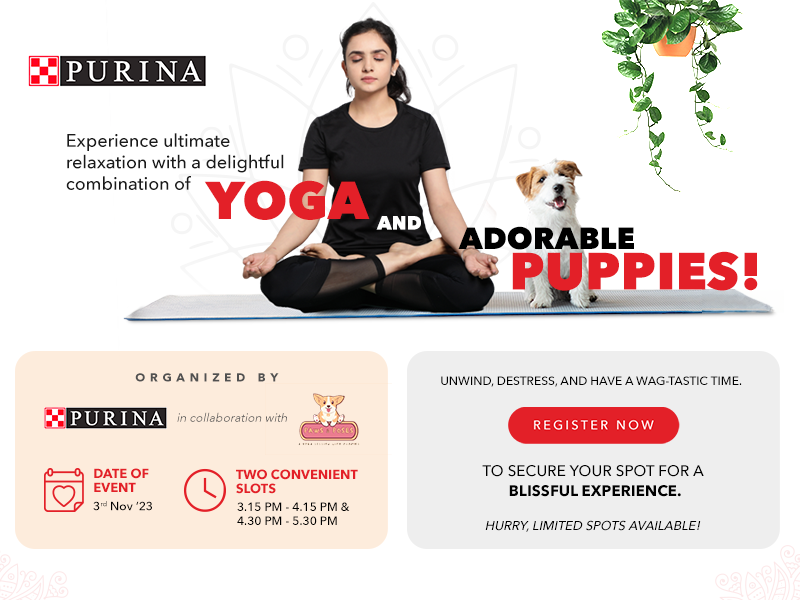 PURINA
Experience ultimate
relaxation with a delightful
combination of
YOGA
AND
ADORABLE
PUPPIES!
ORGANIZED BY
PURINA
in collaboration with
PAWS POSES
DATE OF
EVENT
3rd Nov '23
TWO CONVENIENT
SLOTS
3.15 PM - 4.15 PM &
4.30 PM - 5.30 PM
UNWIND, DESTRESS, AND HAVE A WAG-TASTIC TIME.
REGISTER NOW
TO SECURE YOUR SPOT FOR A
BLISSFUL EXPERIENCE.
HURRY, LIMITED SPOTS AVAILABLE!